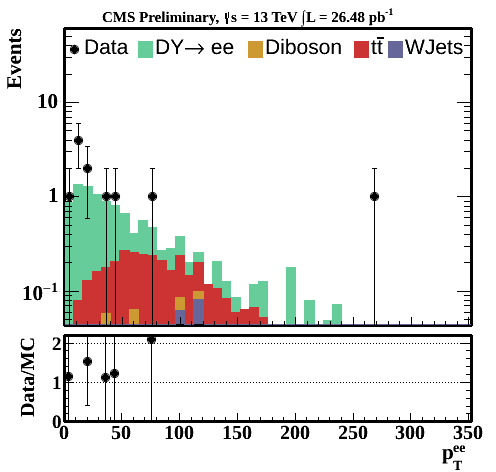 CMS Preliminary, √s = 13 TeV ∫L = 26.48 pb⁻¹
Events
Data DY→ ee Diboson tt̄ WJets
10
1
10⁻¹
Data/MC
2
1
0
0 50 100 150 200 250 300 350
p_T^ee